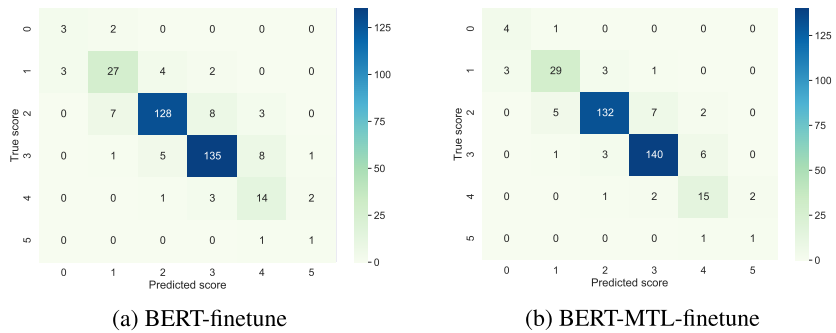 0 3 2 0 0 0 0
1 3 27 4 2 0 0
2 0 7 128 8 3 0
3 0 1 5 135 8 1
4 0 0 1 3 14 2
5 0 0 0 0 1 1
0 1 2 3 4 5
True score
Predicted score
125
100
75
50
25
0
(a) BERT-finetune
0 4 1 0 0 0 0
1 3 29 3 1 0 0
2 0 5 132 7 2 0
3 0 1 3 140 6 0
4 0 0 1 2 15 2
5 0 0 0 0 1 1
0 1 2 3 4 5
True score
Predicted score
125
100
75
50
25
0
(b) BERT-MTL-finetune